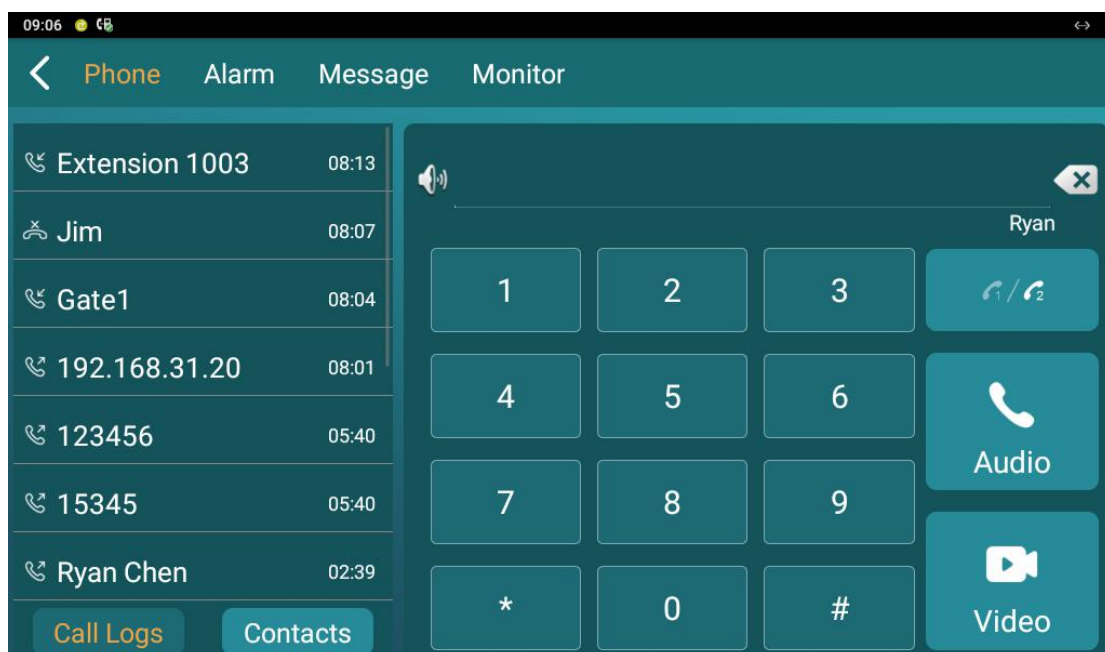 09:06
Phone Alarm Message Monitor
Extension 1003 08:13
Jim 08:07
Gate1 08:04
192.168.31.20 08:01
123456 05:40
15345 05:40
Ryan Chen 02:39
Call Logs Contacts
Ryan
1 2 3 1/2
4 5 6
Audio
7 8 9
* 0 #
Video